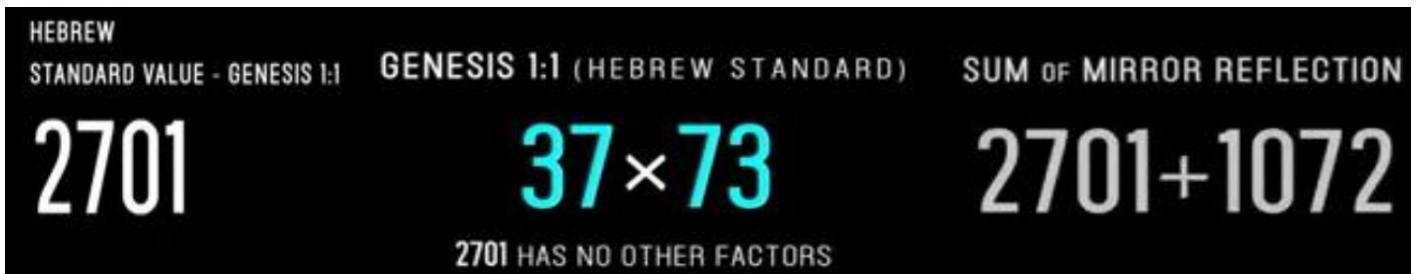 HEBREW
STANDARD VALUE - GENESIS 1:1
2701
GENESIS 1:1 (HEBREW STANDARD)
37×73
2701 HAS NO OTHER FACTORS
SUM OF MIRROR REFLECTION
2701+1072